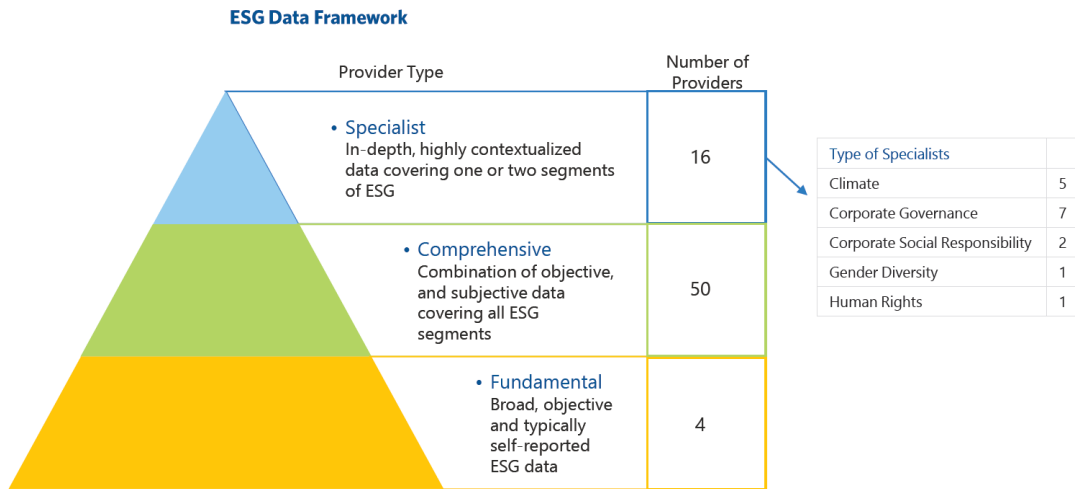 ESG Data Framework
Provider Type
Number of
Providers
• Specialist
In-depth, highly contextualized
data covering one or two segments
of ESG
16
• Comprehensive
Combination of objective,
and subjective data
covering all ESG
segments
50
• Fundamental
Broad, objective
and typically
self-reported
ESG data
4
Type of Specialists
Climate 5
Corporate Governance 7
Corporate Social Responsibility 2
Gender Diversity 1
Human Rights 1